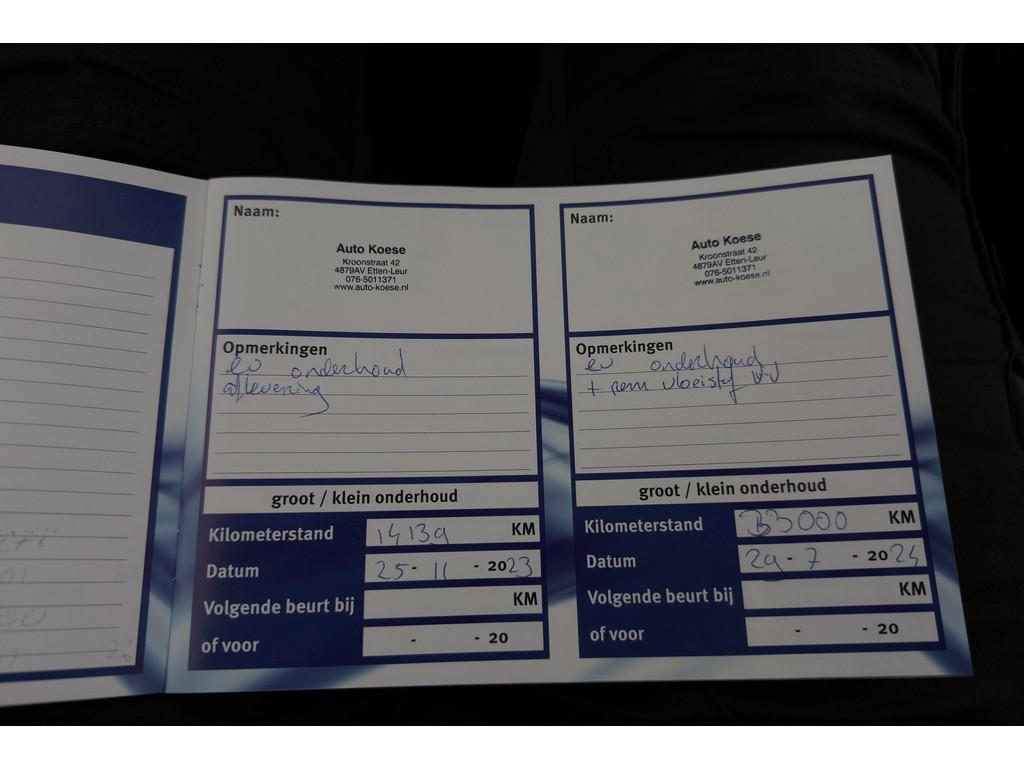 Naam:
Auto Koese
Kroonstraat 42
4879AV Etten-Leur
076-5011371
www.auto-koese.nl
Opmerkingen
ev onderhoud
aflevering
groot / klein onderhoud
Kilometerstand 14139 KM
Datum 25 - 11 - 2023
Volgende beurt bij KM
of voor - - 20
Naam:
Auto Koese
Kroonstraat 42
4879AV Etten-Leur
076-5011371
www.auto-koese.nl
Opmerkingen
ev onderhoud
+ rem vloeistof
groot / klein onderhoud
Kilometerstand 33000 KM
Datum 29 - 7 - 2024
Volgende beurt bij KM
of voor - - 20